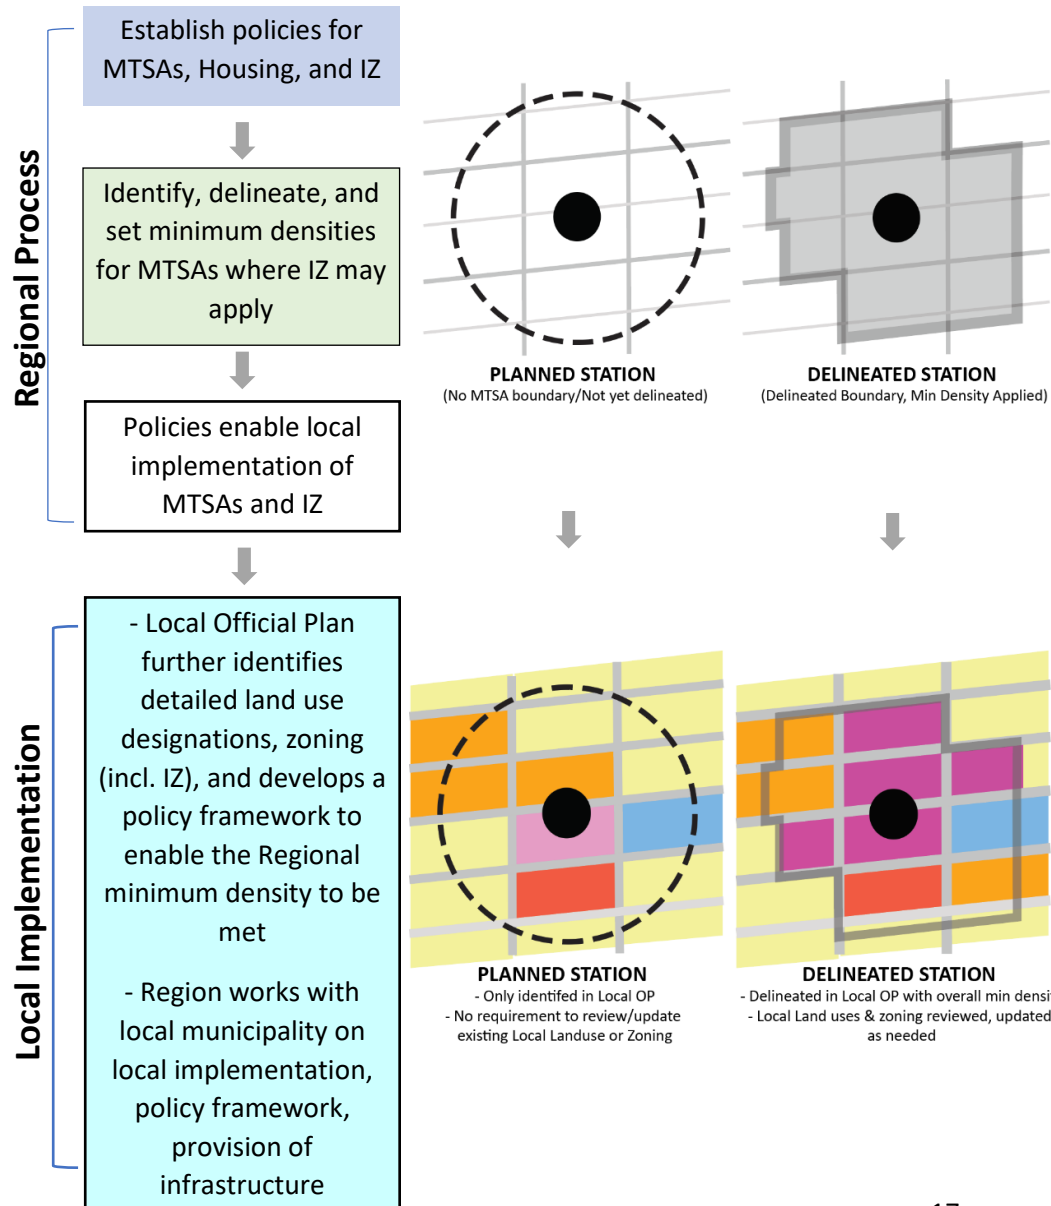 Regional Process
Establish policies for
MTSAs, Housing, and IZ
Identify, delineate, and
set minimum densities
for MTSAs where IZ may
apply
Policies enable local
implementation of
MTSAs and IZ
PLANNED STATION
(No MTSA boundary/Not yet delineated)
DELINEATED STATION
(Delineated Boundary, Min Density Applied)
Local Implementation
- Local Official Plan
further identifies
detailed land use
designations, zoning
(incl. IZ), and develops a
policy framework to
enable the Regional
minimum density to be
met
- Region works with
local municipality on
local implementation,
policy framework,
provision of
infrastructure
PLANNED STATION
- Only identifed in Local OP
- No requirement to review/update
existing Local Landuse or Zoning
DELINEATED STATION
- Delineated in Local OP with overall min densi
- Local Land uses & zoning reviewed, updated
as needed